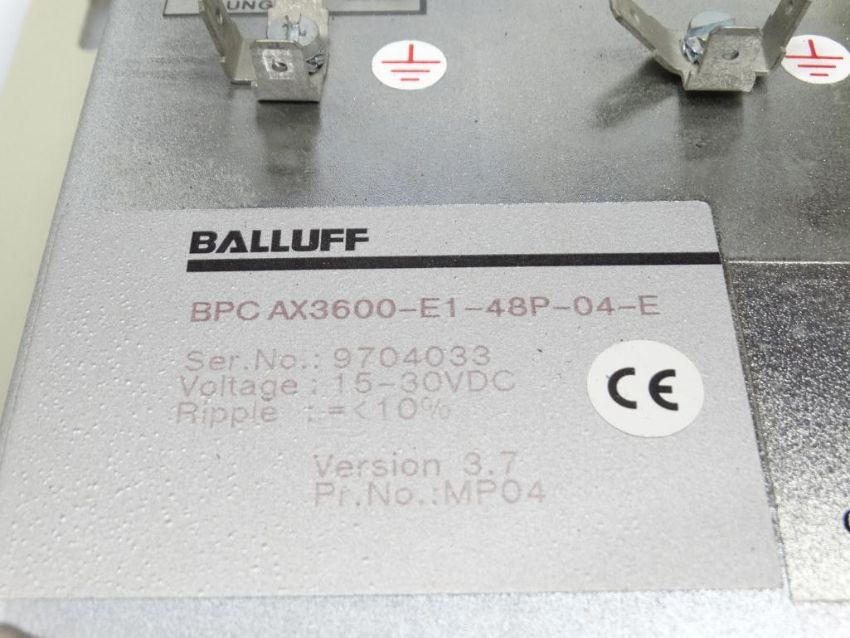 UNG
BALLUFF
BPC AX3600-E1-48P-04-E
Ser.No.: 9704033
Voltage : 15-30VDC
Ripple : =<10%
CE
Version 3.7
Pr.No.:MP04